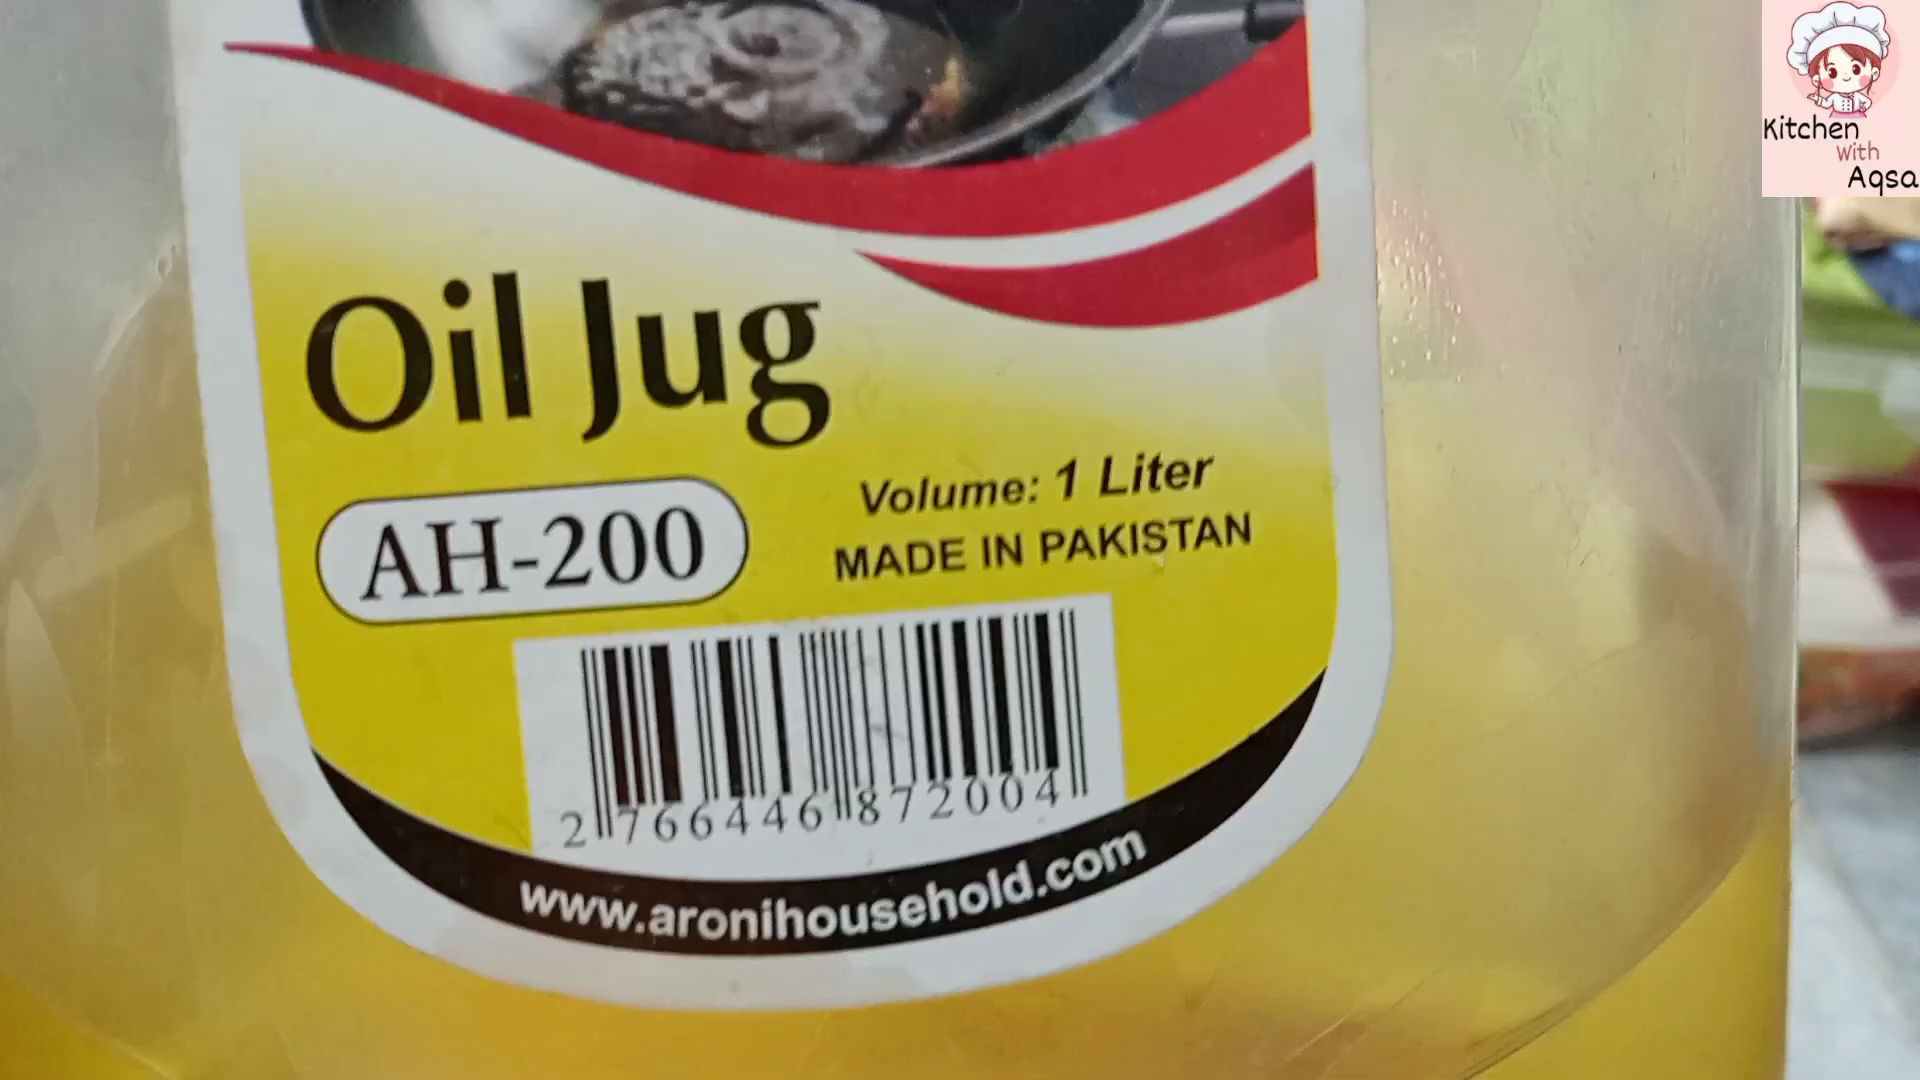 Kitchen
With
Aqsa
Oil Jug
AH-200
Volume: 1 Liter
MADE IN PAKISTAN
2 766446 872004
www.aronihousehold.com